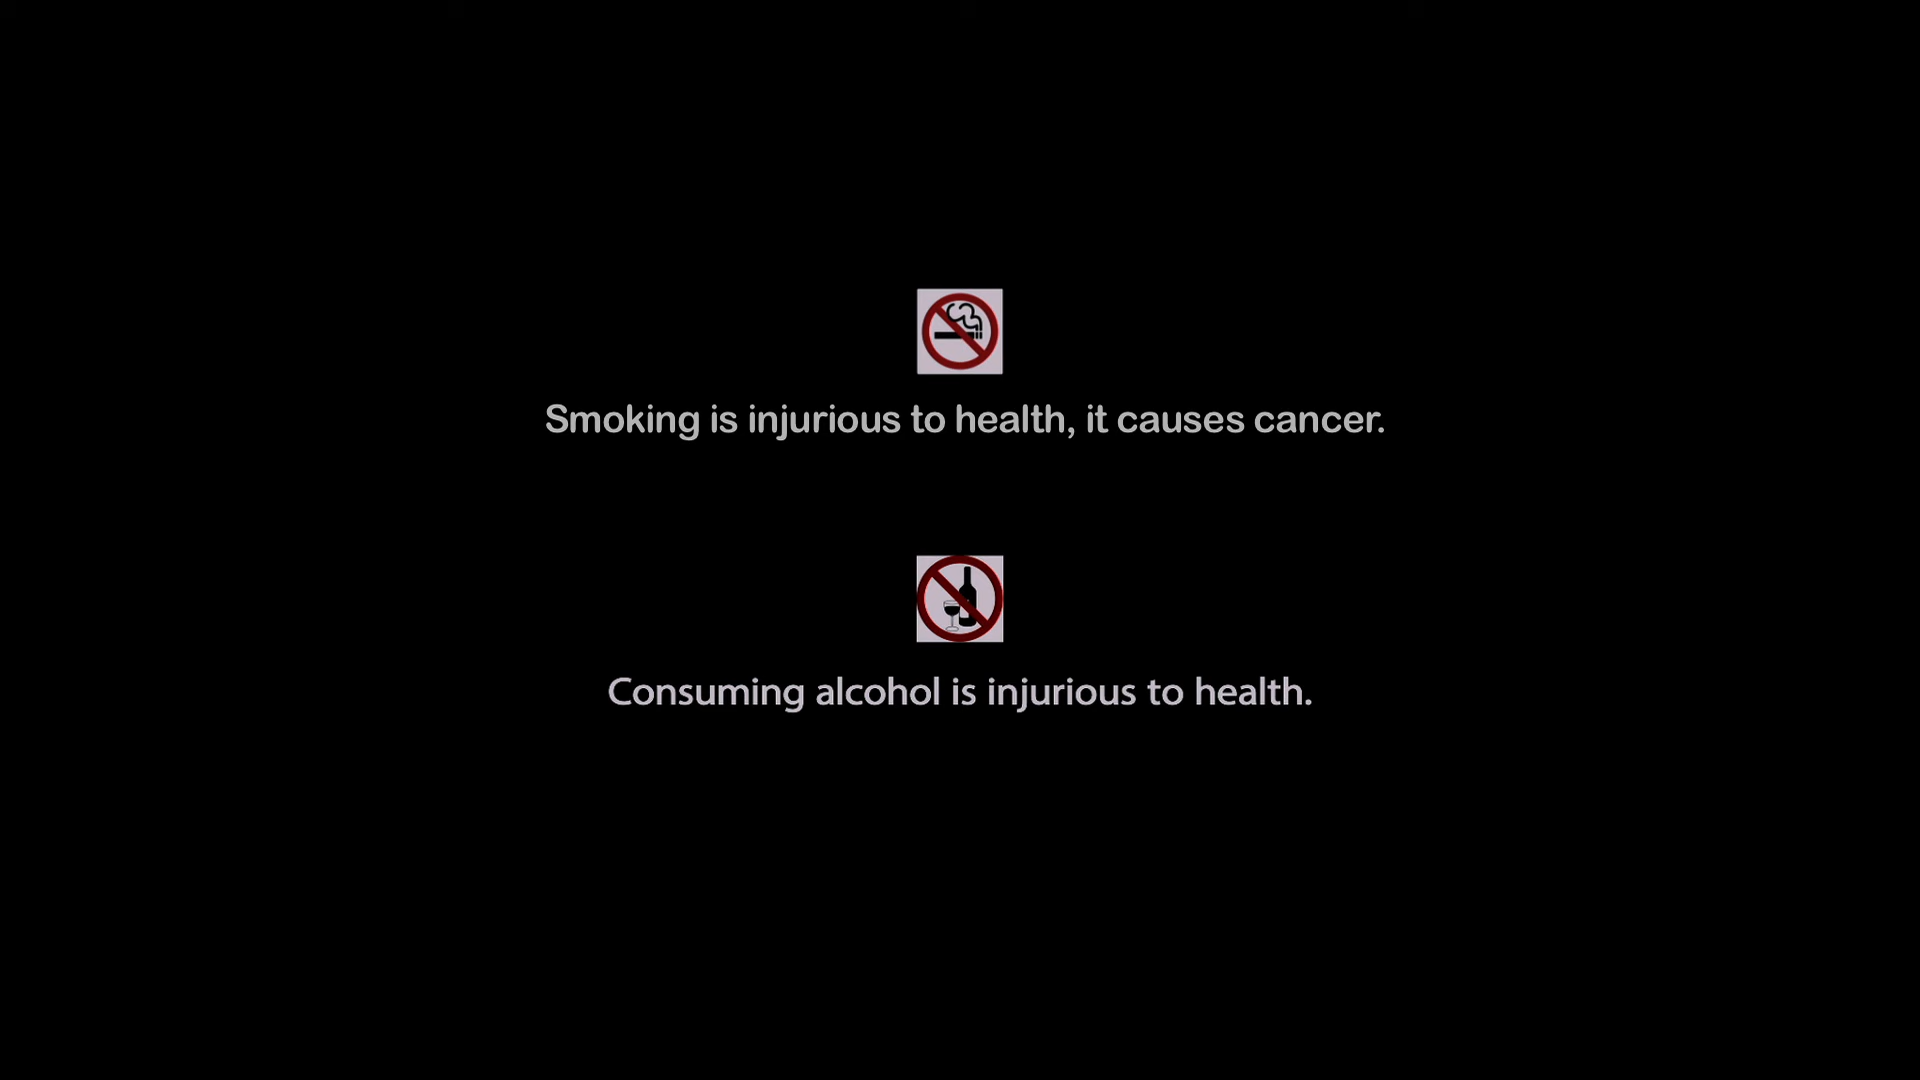 Smoking is injurious to health, it causes cancer.
Consuming alcohol is injurious to health.